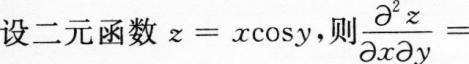 设二元函数 z = xcosy,则∂²z/∂x∂y =